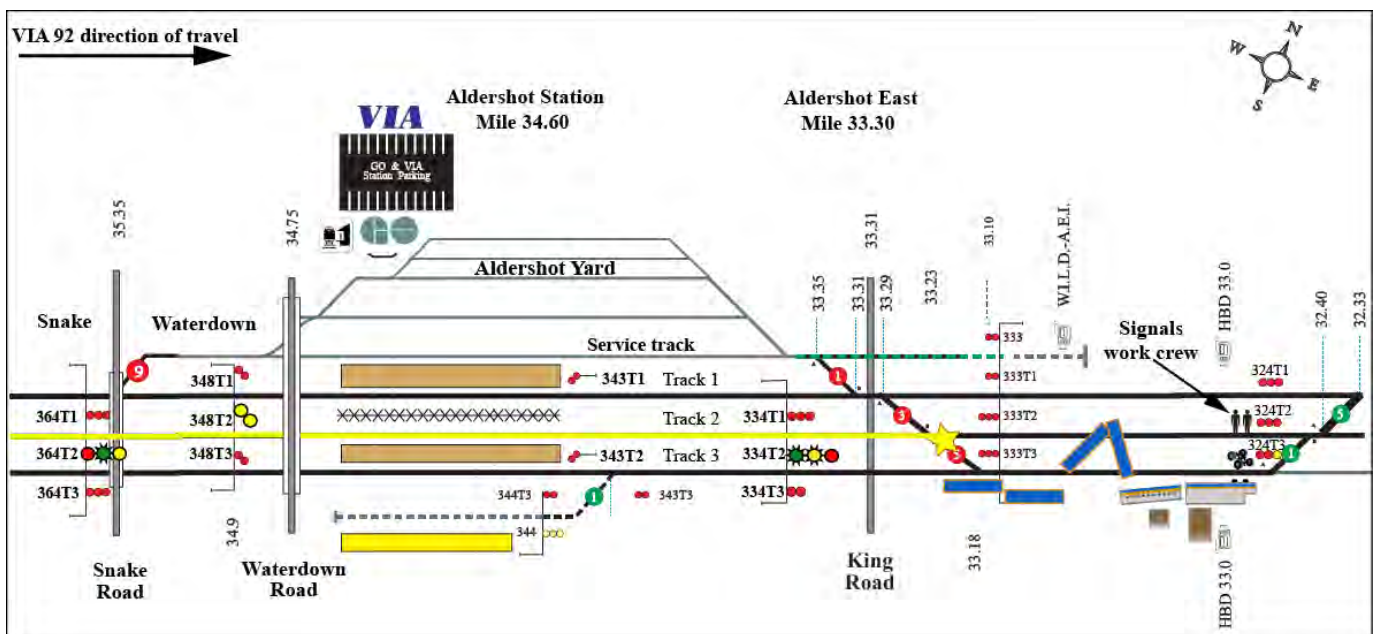 VIA 92 direction of travel
N
W
E
S
Aldershot Station
Mile 34.60
Aldershot East
Mile 33.30
VIA
GO & VIA
Station Parking
1
35.35
34.75
33.35
33.31
33.31
33.29
33.23
33.10
W.I.L.D.-A.E.I.
HBD 33.0
32.40
32.33
Aldershot Yard
Snake
Waterdown
Service track
Signals
work crew
333
9
348T1
343T1
Track 1
1
333T1
324T1
364T1
348T2
Track 2
334T1
3
333T2
324T2
5
364T2
348T3
343T2
Track 3
334T2
5
333T3
324T3
1
364T3
344T3
1
343T3
334T3
344
34.9
33.18
Snake
Road
Waterdown
Road
King
Road
HBD 33.0